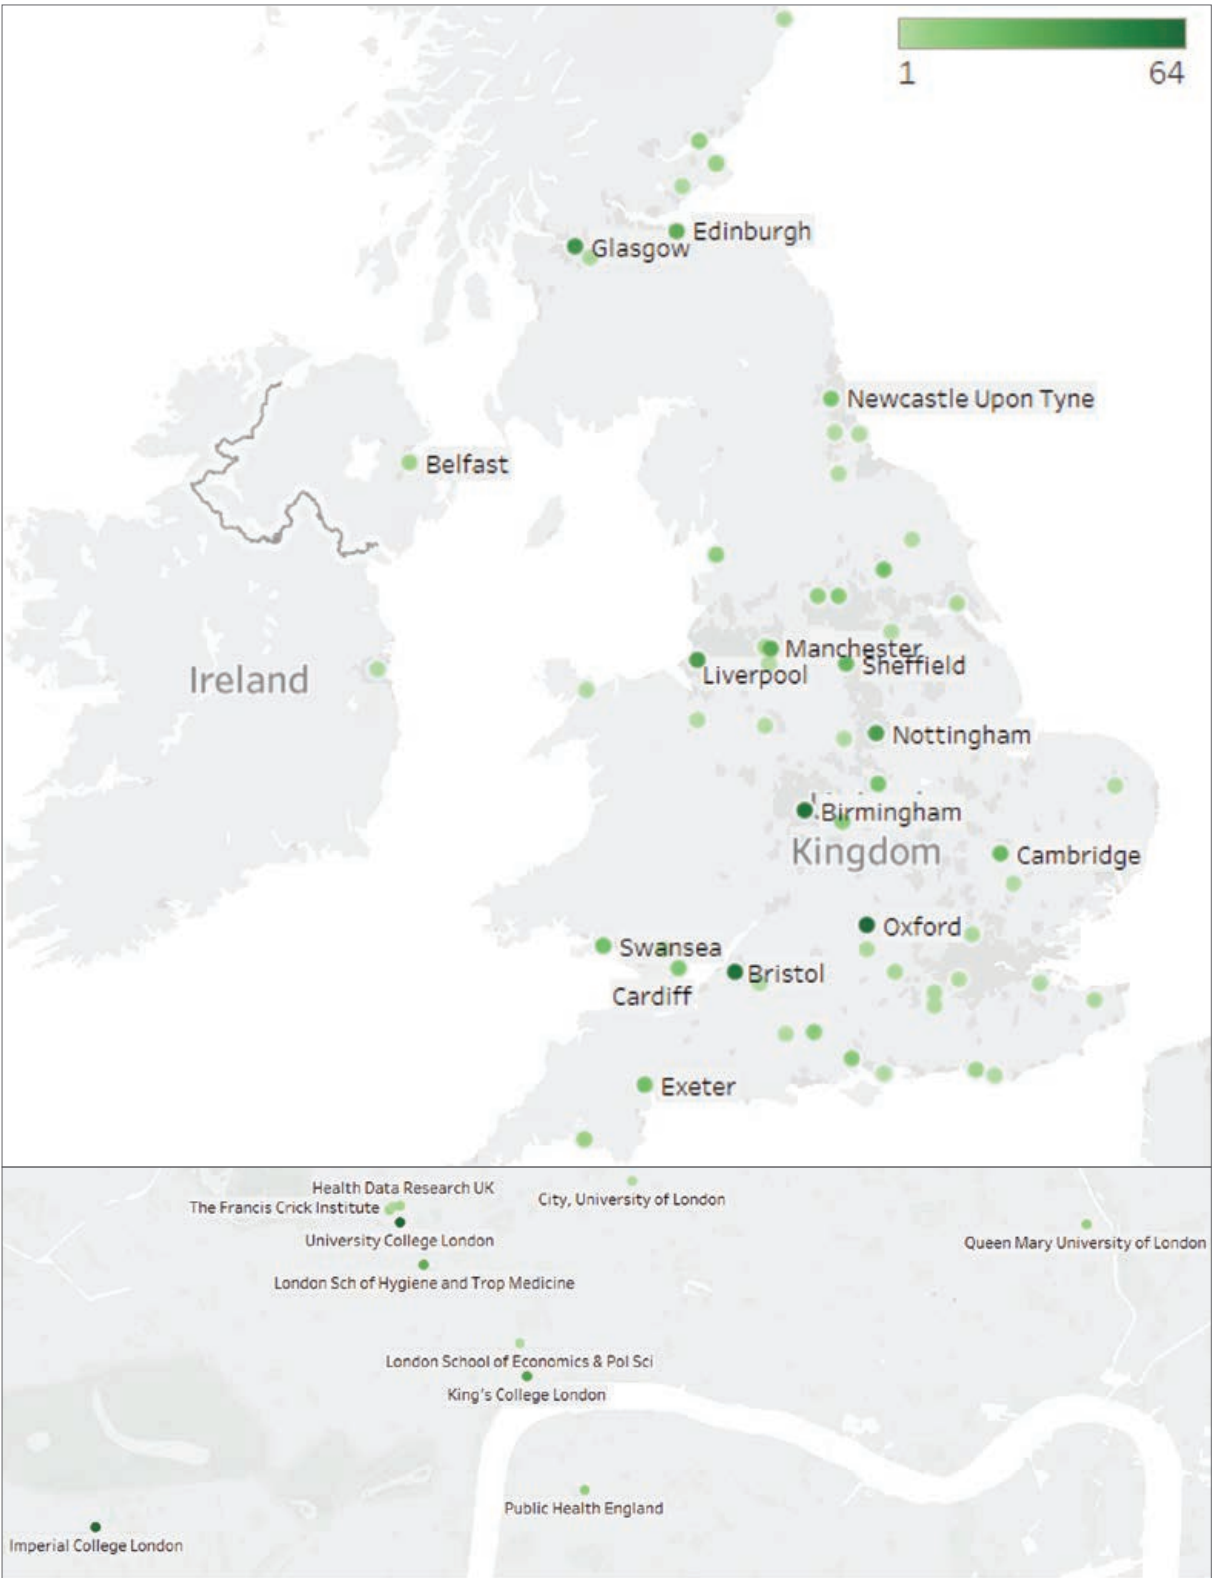 1
64
Edinburgh
Glasgow
Newcastle Upon Tyne
Belfast
Manchester
Sheffield
Liverpool
Ireland
Nottingham
Birmingham
Kingdom
Cambridge
Oxford
Swansea
Bristol
Cardiff
Exeter
Health Data Research UK
The Francis Crick Institute
City, University of London
University College London
Queen Mary University of London
London Sch of Hygiene and Trop Medicine
London School of Economics & Pol Sci
King's College London
Public Health England
Imperial College London